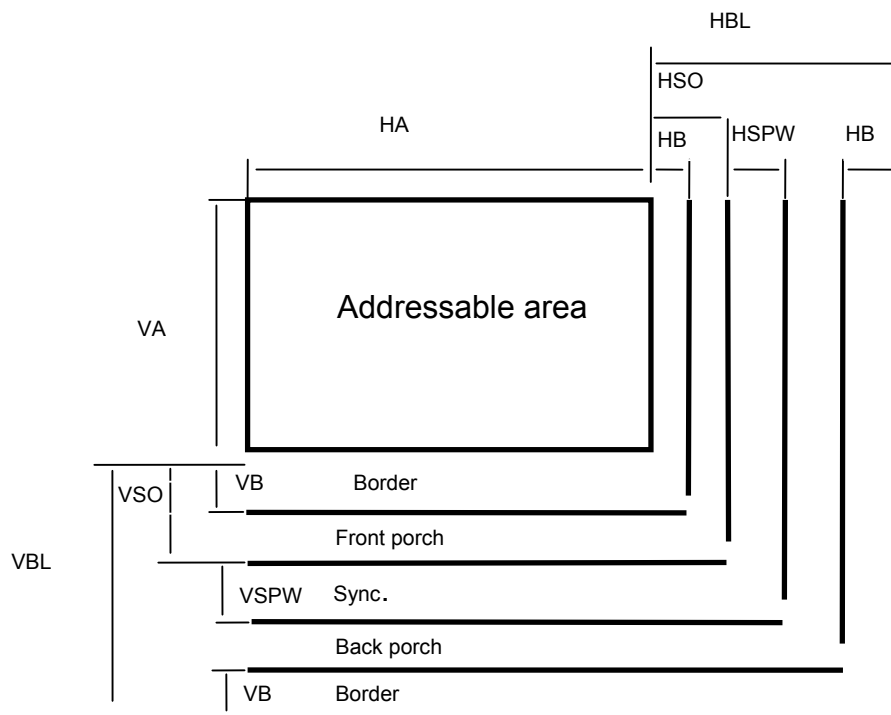 HBL
HSO
HA
HB HSPW HB
Addressable area
VA
VB Border
VSO
Front porch
VBL
VSPW Sync.
Back porch
VB Border